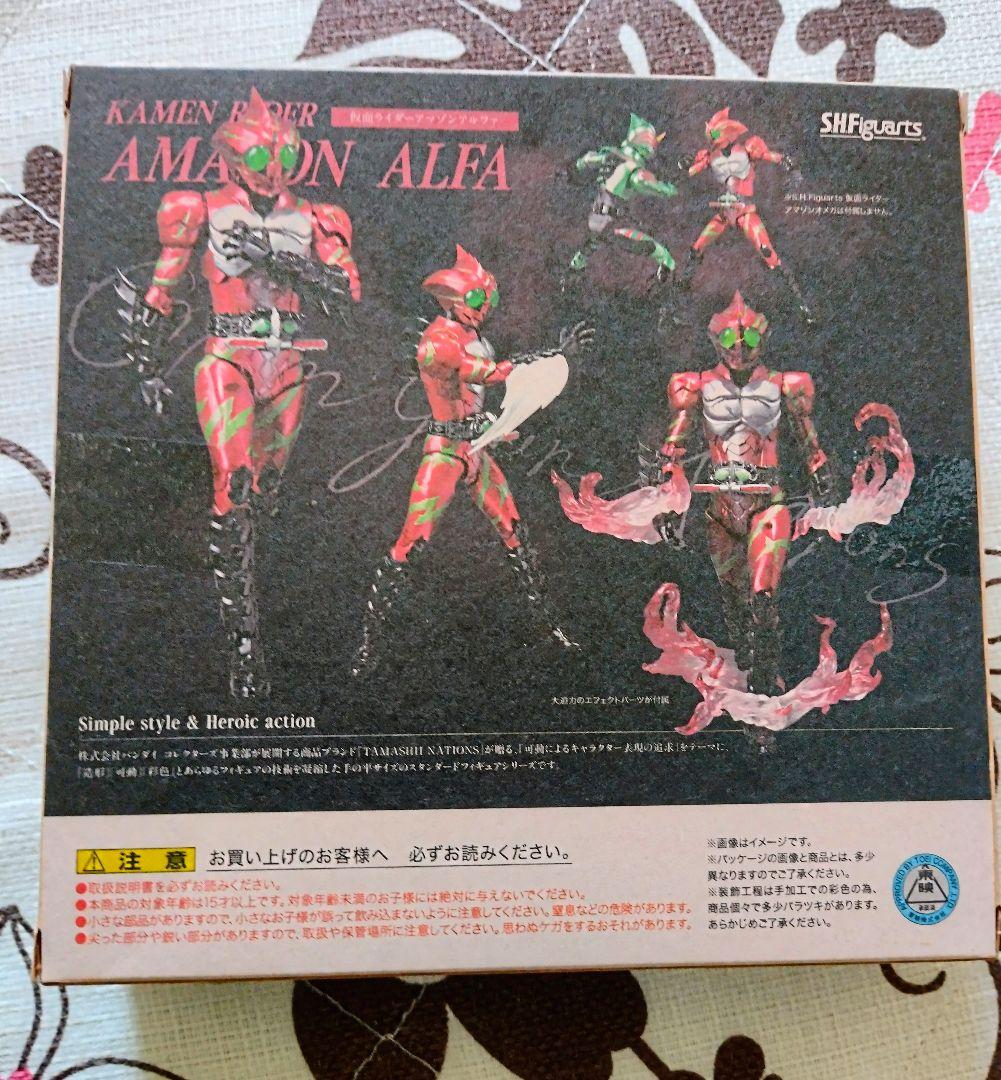 KAMEN RIDER
仮面ライダーアマゾンアルファ
AMAZON ALFA
S.H.Figuarts
※S.H.Figuarts 仮面ライダー
アマゾンオメガは付属しません。
大迫力のエフェクトパーツが付属
Simple style & Heroic action
株式会社バンダイ コレクターズ事業部が展開する商品ブランド「TAMASHII NATIONS」が贈る、「可動によるキャラクター表現の追求」をテーマに、
「造形」「可動」「彩色」とあらゆるフィギュアの技術を凝縮した手の平サイズのスタンダードフィギュアシリーズです。
注意 お買い上げのお客様へ 必ずお読みください。
●取扱説明書を必ずお読みください。
●本商品の対象年齢は15才以上です。対象年齢未満のお子様には絶対に与えないでください。
●小さな部品がありますので、小さなお子様が誤って飲み込まないように注意してください。窒息などの危険があります。
●尖った部分や鋭い部分がありますので、取扱や保管場所に注意してください。思わぬケガをするおそれがあります。
※画像はイメージです。
※パッケージの画像と商品とは、多少
異なりますのでご了承ください。
※装飾工程は手加工での彩色の為、
商品個々で多少バラツキがあります。
あらかじめご了承ください。
APPROVED BY TOEI COMPANY, LTD
東映